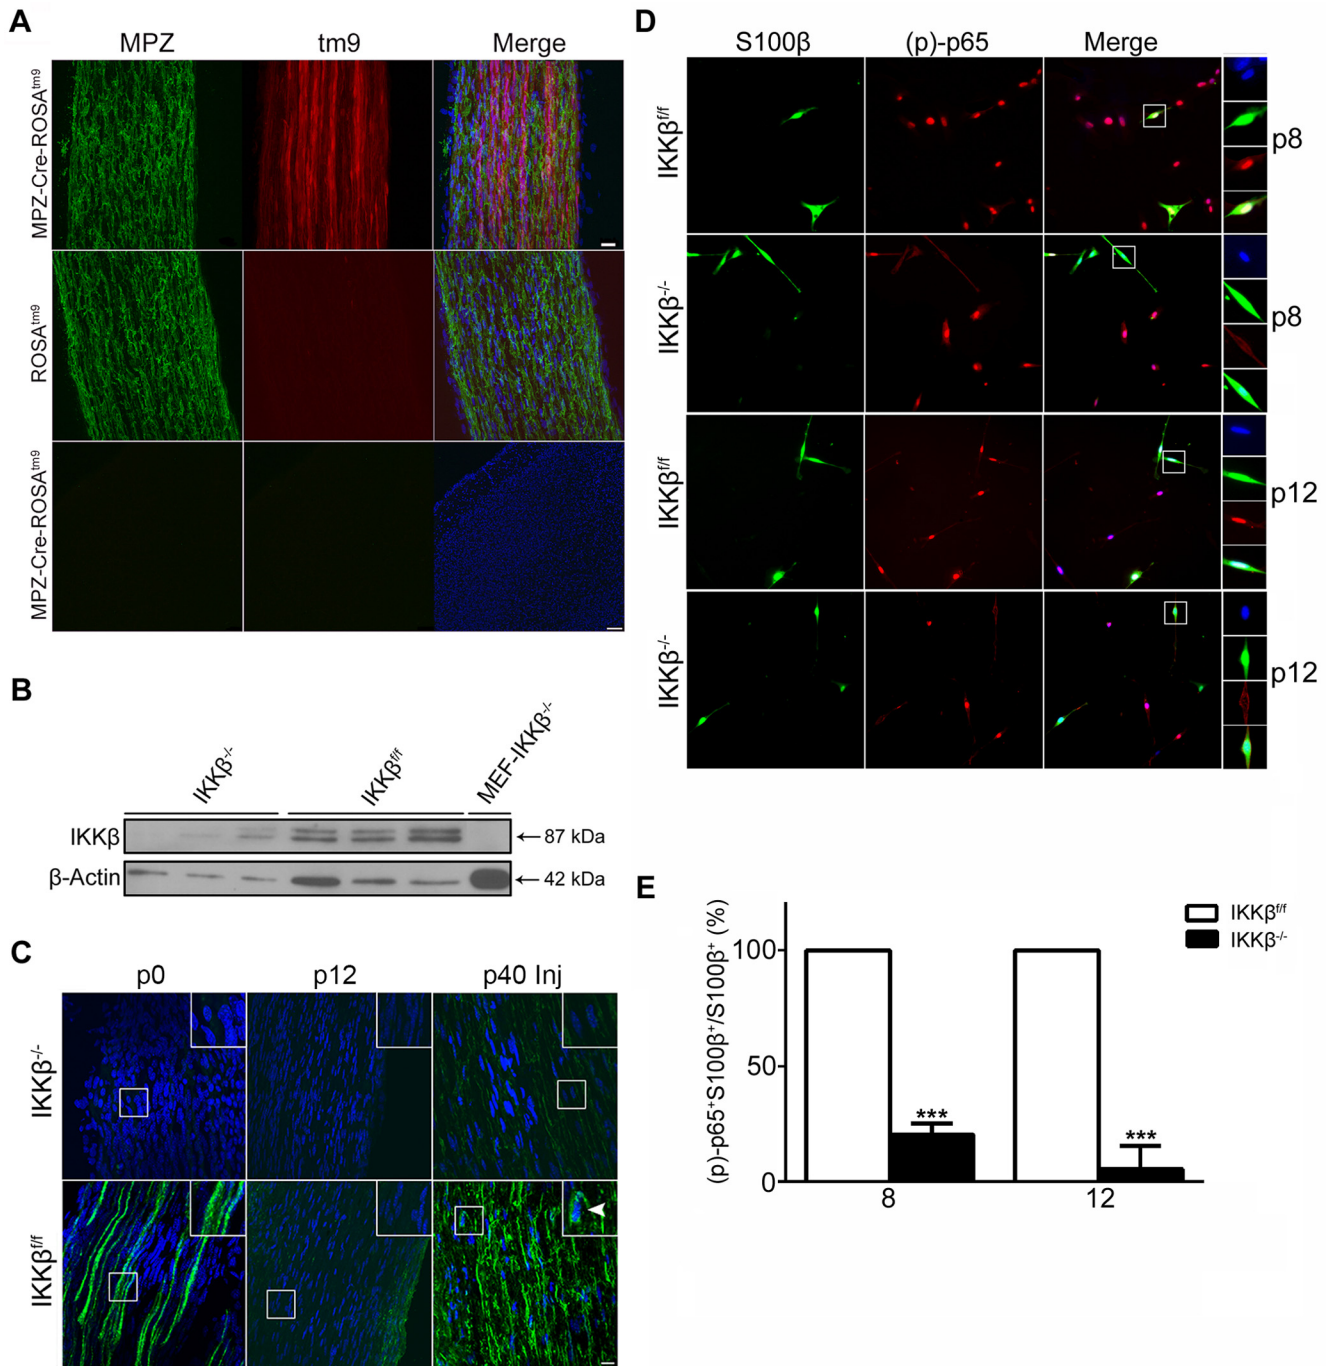 A
MPZ tm9 Merge
MPZ-Cre-ROSAᵗᵐ⁹
ROSAᵗᵐ⁹
MPZ-Cre-ROSAᵗᵐ⁹
B
IKKβ⁻/⁻ IKKβᶠ/ᶠ MEF-IKKβ⁻/⁻
IKKβ ← 87 kDa
β-Actin ← 42 kDa
C
p0 p12 p40 Inj
IKKβ⁻/⁻
IKKβᶠ/ᶠ
D
S100β (p)-p65 Merge
IKKβᶠ/ᶠ p8
IKKβ⁻/⁻ p8
IKKβᶠ/ᶠ p12
IKKβ⁻/⁻ p12
E
(p)-p65⁺S100β⁺/S100β⁺ (%)
IKKβᶠ/ᶠ
IKKβ⁻/⁻
100
50
0
*** ***
8 12